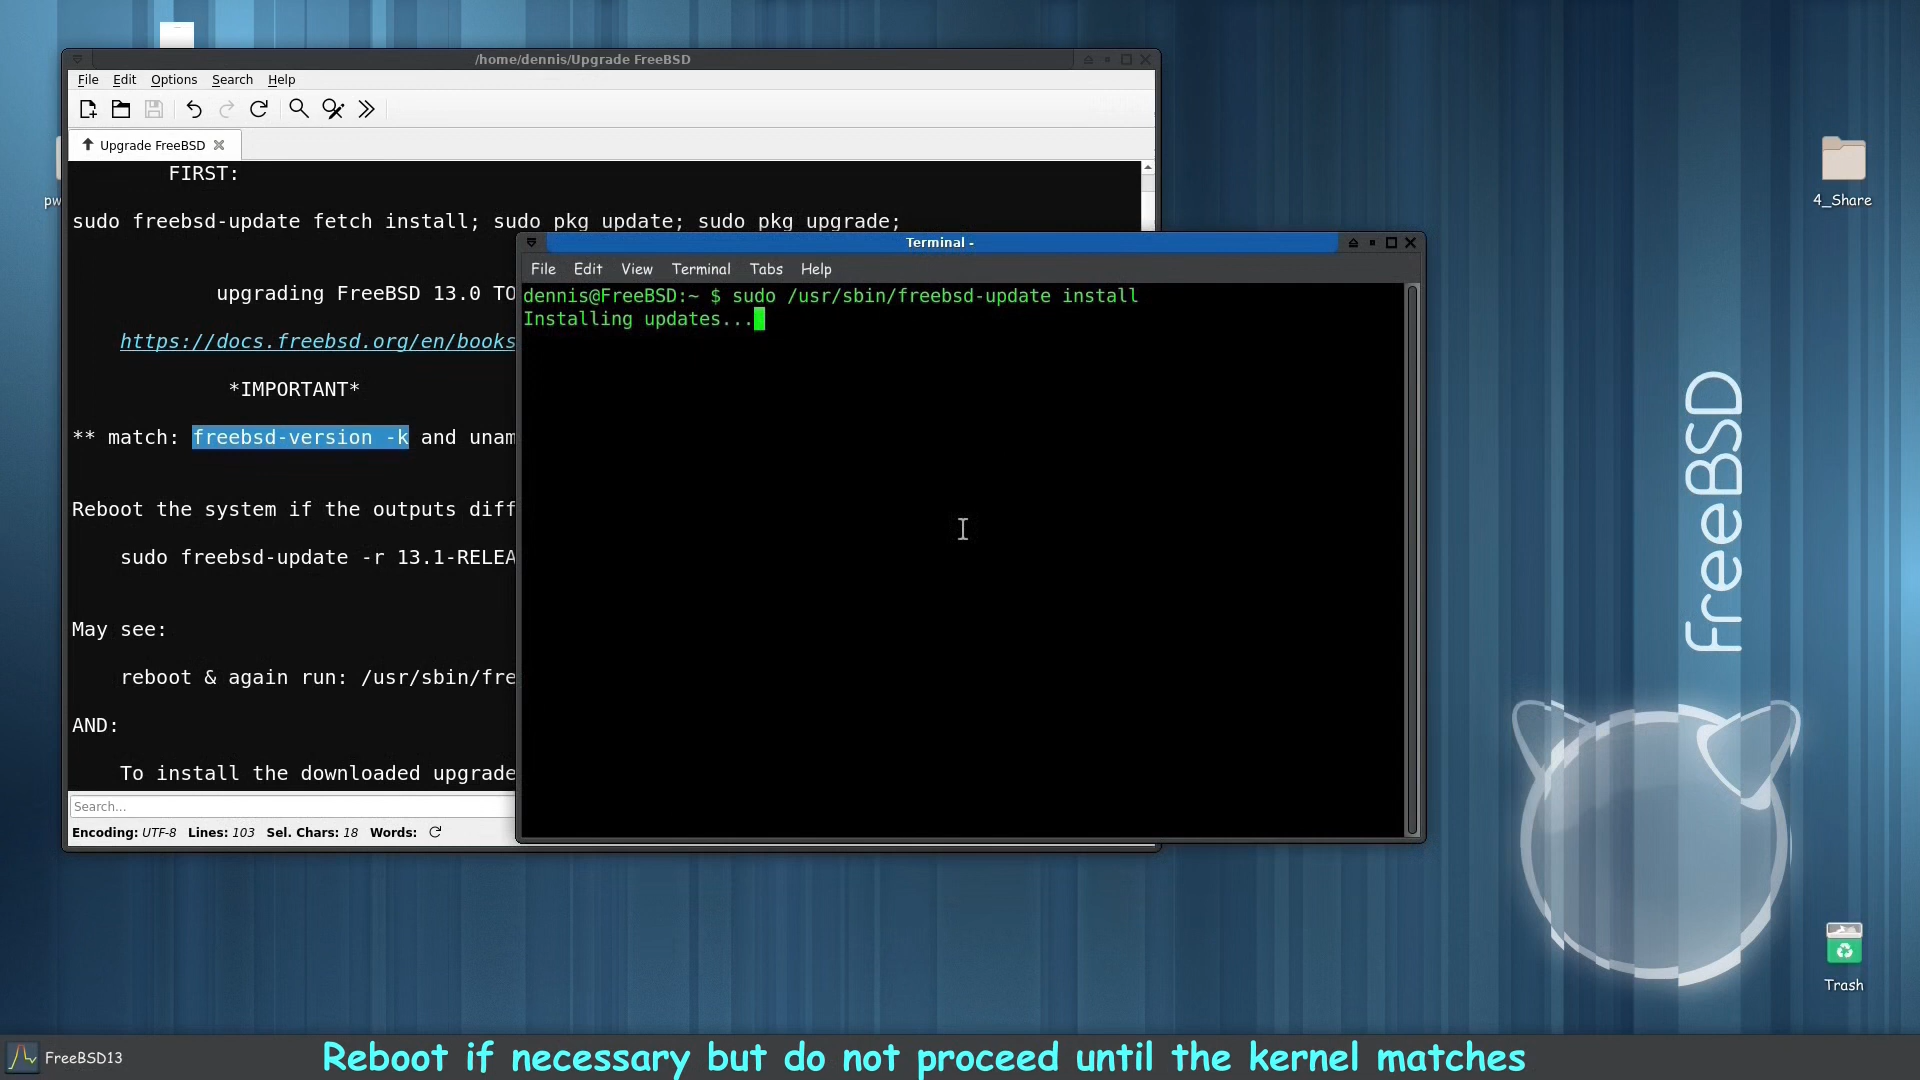 /home/dennis/Upgrade FreeBSD
File Edit Options Search Help
Upgrade FreeBSD
FIRST:
sudo freebsd-update fetch install; sudo pkg update; sudo pkg upgrade;
upgrading FreeBSD 13.0 TO
https://docs.freebsd.org/en/books
*IMPORTANT*
** match: freebsd-version -k and unam
Reboot the system if the outputs diff
sudo freebsd-update -r 13.1-RELEA
May see:
reboot & again run: /usr/sbin/fre
AND:
To install the downloaded upgrade
Search...
Encoding: UTF-8 Lines: 103 Sel. Chars: 18 Words:
Terminal -
File Edit View Terminal Tabs Help
dennis@FreeBSD:~ $ sudo /usr/sbin/freebsd-update install
Installing updates...
pw
4_Share
FreeBSD
Trash
FreeBSD13
Reboot if necessary but do not proceed until the kernel matches